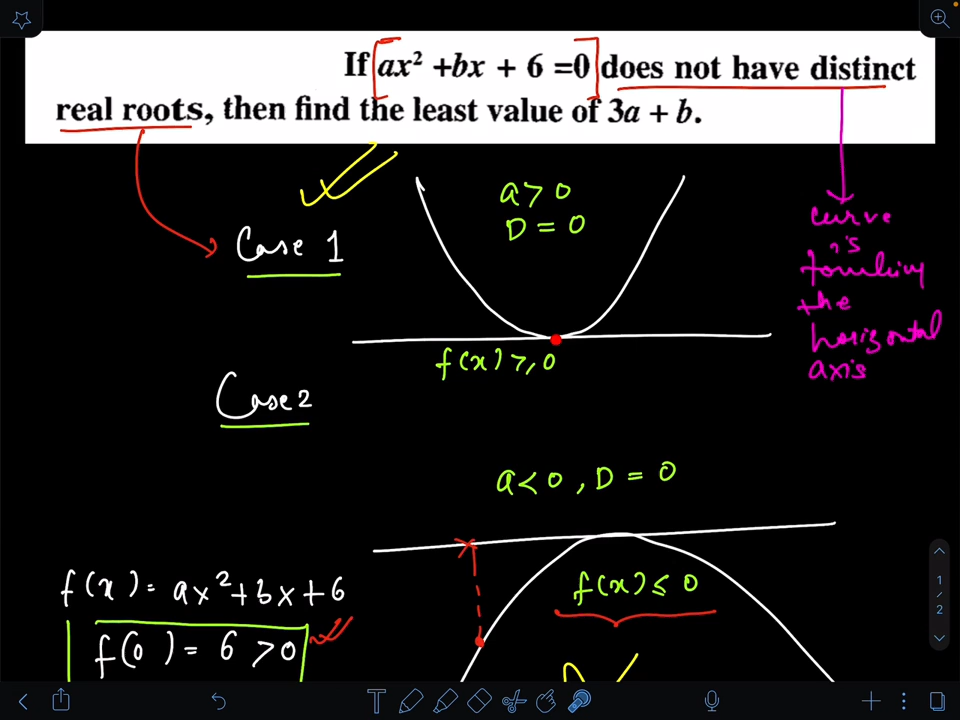 If ax² +bx + 6 =0 does not have distinct
real roots, then find the least value of 3a + b.
a > 0
D = 0
Case 1
curve
is
touching
the
horizontal
axis
f(x) ≥ 0
Case 2
a < 0 , D = 0
f(x) = ax² + bx + 6
f(x) ≤ 0
f(0) = 6 > 0
1
/
2